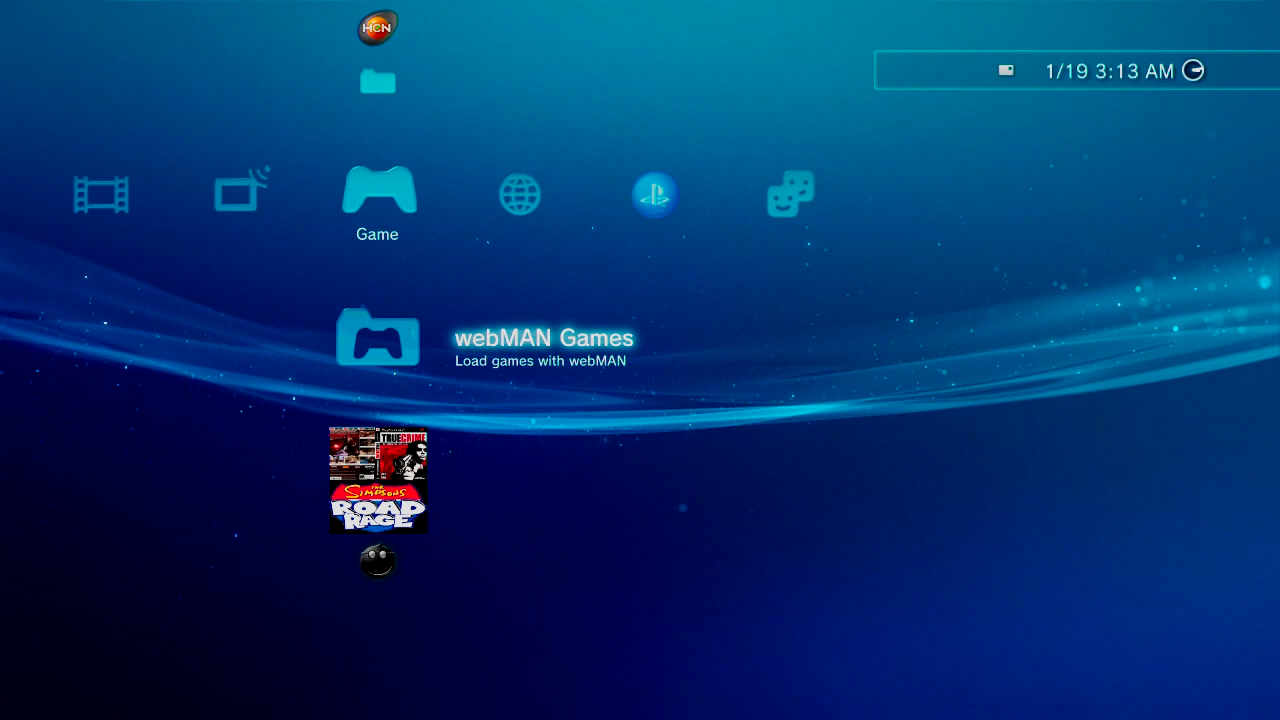 HCN
1/19 3:13 AM
Game
webMAN Games
Load games with webMAN
TRUE CRIME
THE
SIMPSONS
ROAD
RAGE